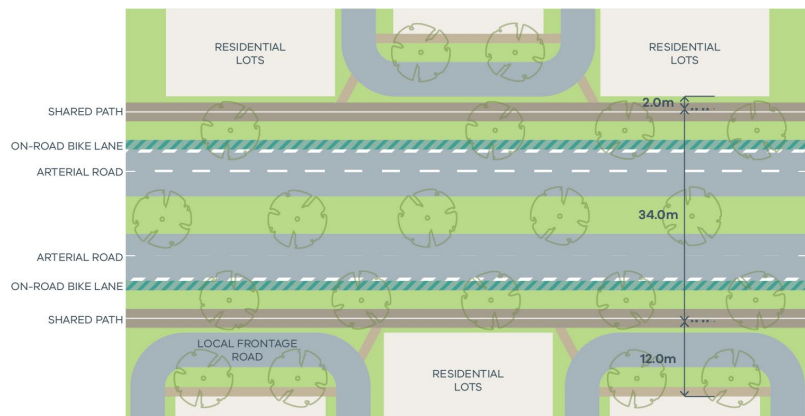 RESIDENTIAL
LOTS
RESIDENTIAL
LOTS
2.0m
SHARED PATH
ON-ROAD BIKE LANE
ARTERIAL ROAD
34.0m
ARTERIAL ROAD
ON-ROAD BIKE LANE
SHARED PATH
LOCAL FRONTAGE
ROAD
RESIDENTIAL
LOTS
12.0m